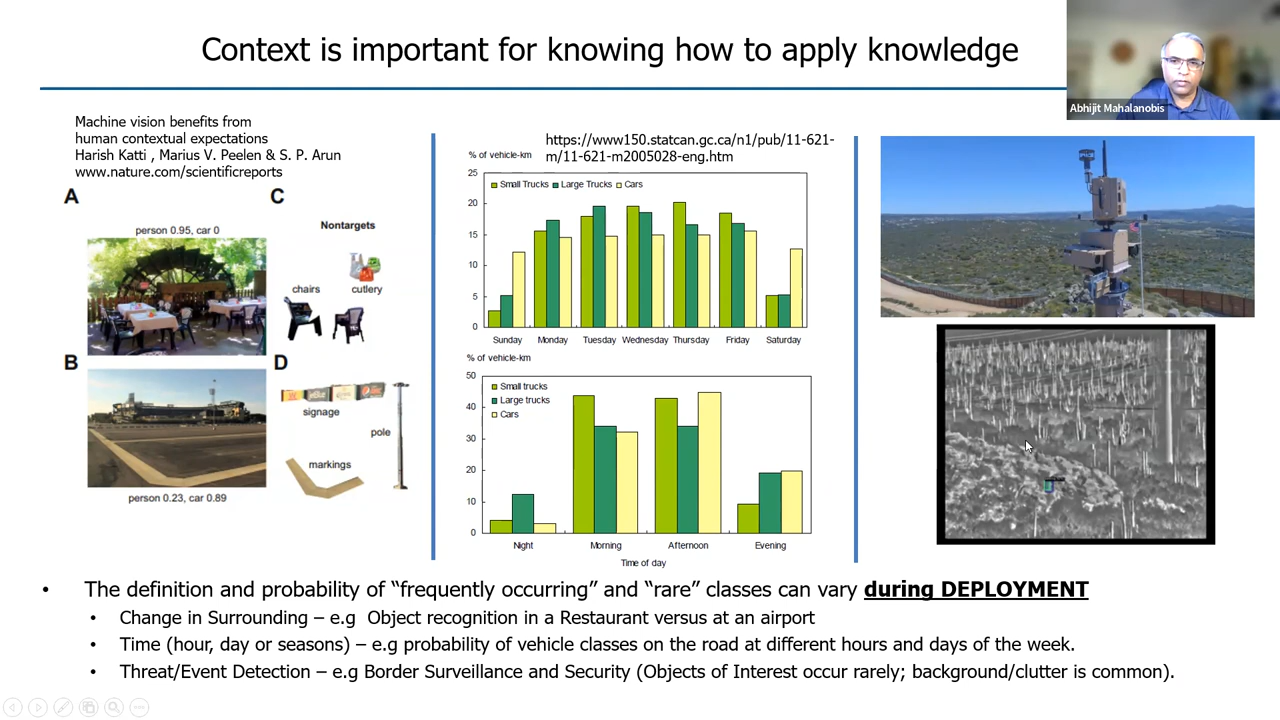 Context is important for knowing how to apply knowledge
Abhijit Mahalanobis
Machine vision benefits from
human contextual expectations
Harish Katti , Marius V. Peelen & S. P. Arun
www.nature.com/scientificreports
A
person 0.95, car 0
C
Nontargets
chairs
cutlery
B
person 0.23, car 0.89
D
signage
pole
markings
https://www150.statcan.gc.ca/n1/pub/11-621-
m/11-621-m2005028-eng.htm
% of vehicle-km
25
20
15
10
5
0
Small Trucks Large Trucks Cars
Sunday Monday Tuesday Wednesday Thursday Friday Saturday
% of vehicle-km
50
40
30
20
10
0
Small trucks
Large trucks
Cars
Night Morning Afternoon Evening
Time of day
• The definition and probability of “frequently occurring” and “rare” classes can vary during DEPLOYMENT
• Change in Surrounding – e.g Object recognition in a Restaurant versus at an airport
• Time (hour, day or seasons) – e.g probability of vehicle classes on the road at different hours and days of the week.
• Threat/Event Detection – e.g Border Surveillance and Security (Objects of Interest occur rarely; background/clutter is common).